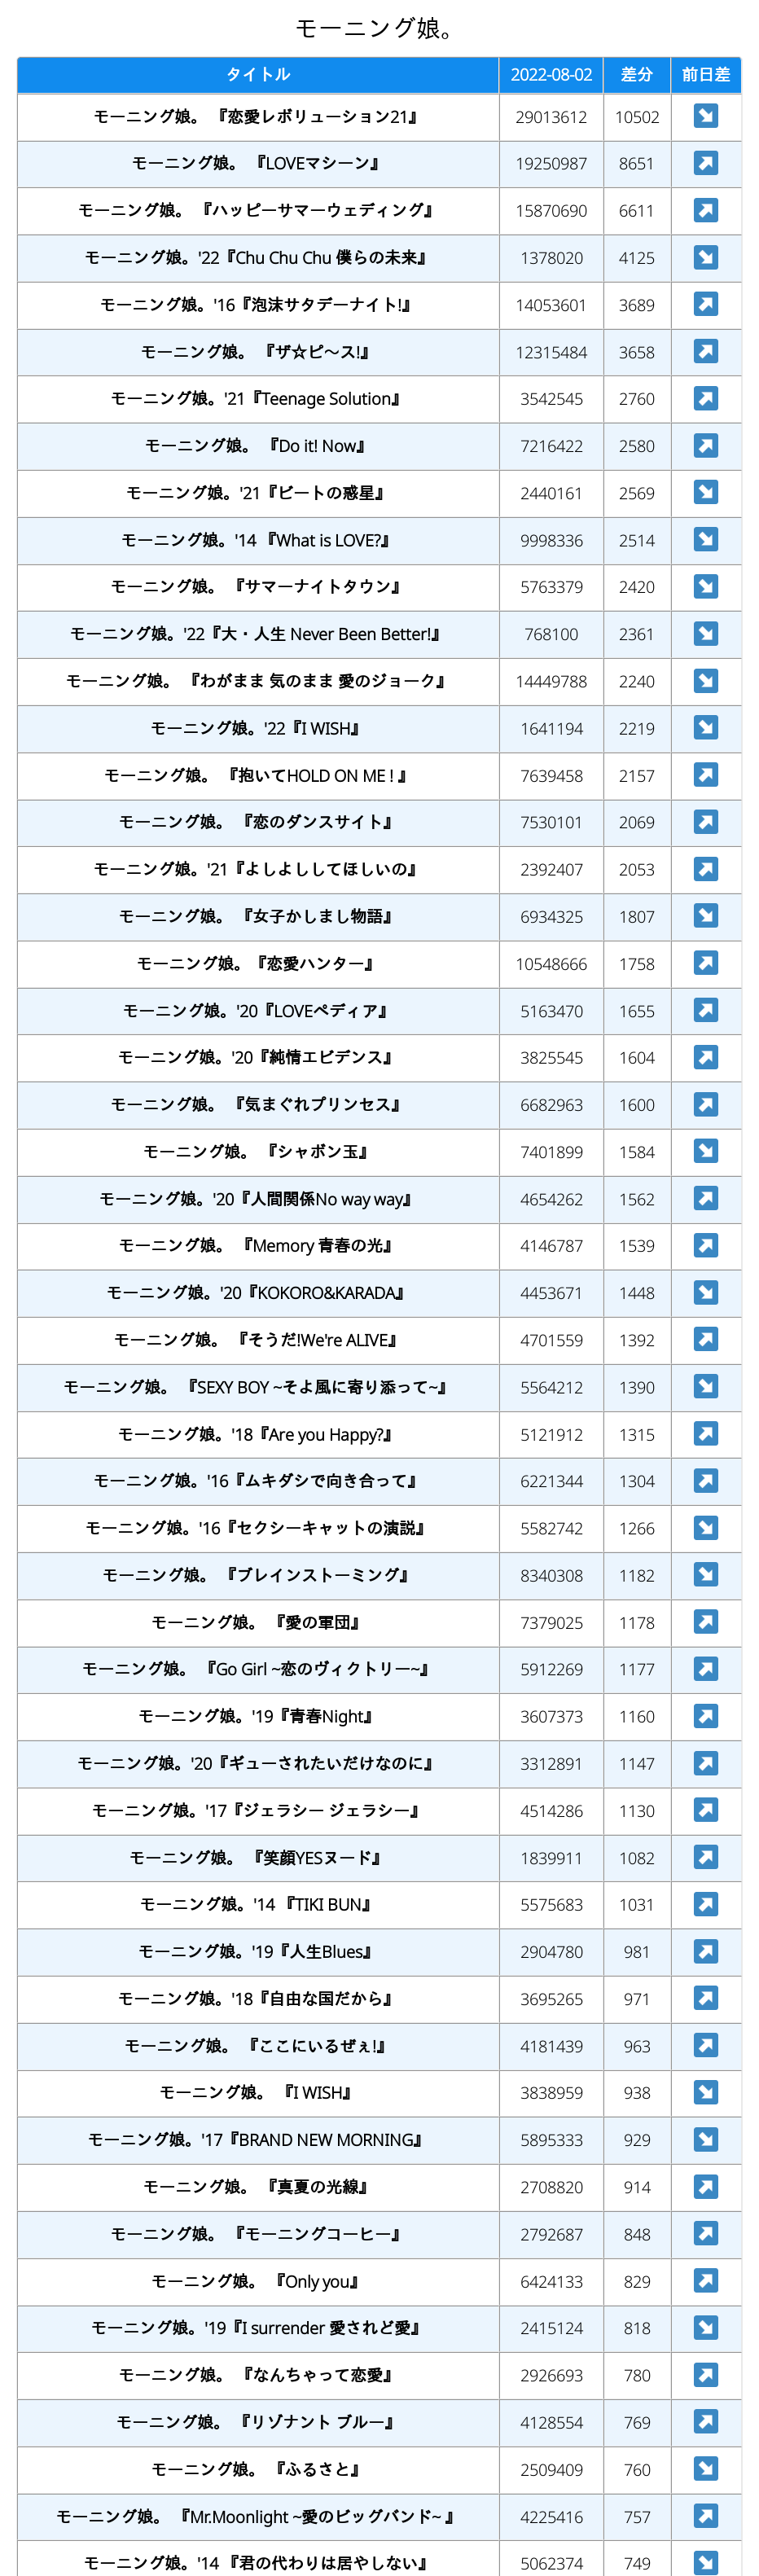 モーニング娘。
タイトル 2022-08-02 差分 前日差
モーニング娘。 『恋愛レボリューション21』 29013612 10502 ↘
モーニング娘。 『LOVEマシーン』 19250987 8651 ↗
モーニング娘。 『ハッピーサマーウェディング』 15870690 6611 ↗
モーニング娘。'22『Chu Chu Chu 僕らの未来』 1378020 4125 ↘
モーニング娘。'16『泡沫サタデーナイト!』 14053601 3689 ↗
モーニング娘。 『ザ☆ピ〜ス!』 12315484 3658 ↗
モーニング娘。'21『Teenage Solution』 3542545 2760 ↗
モーニング娘。 『Do it! Now』 7216422 2580 ↗
モーニング娘。'21『ビートの惑星』 2440161 2569 ↘
モーニング娘。'14 『What is LOVE?』 9998336 2514 ↘
モーニング娘。 『サマーナイトタウン』 5763379 2420 ↘
モーニング娘。'22『大・人生 Never Been Better!』 768100 2361 ↘
モーニング娘。 『わがまま 気のまま 愛のジョーク』 14449788 2240 ↘
モーニング娘。'22『I WISH』 1641194 2219 ↘
モーニング娘。 『抱いてHOLD ON ME ! 』 7639458 2157 ↗
モーニング娘。 『恋のダンスサイト』 7530101 2069 ↗
モーニング娘。'21『よしよししてほしいの』 2392407 2053 ↗
モーニング娘。 『女子かしまし物語』 6934325 1807 ↘
モーニング娘。『恋愛ハンター』 10548666 1758 ↗
モーニング娘。'20『LOVEペディア』 5163470 1655 ↗
モーニング娘。'20『純情エビデンス』 3825545 1604 ↗
モーニング娘。 『気まぐれプリンセス』 6682963 1600 ↗
モーニング娘。 『シャボン玉』 7401899 1584 ↘
モーニング娘。'20『人間関係No way way』 4654262 1562 ↗
モーニング娘。 『Memory 青春の光』 4146787 1539 ↗
モーニング娘。'20『KOKORO&KARADA』 4453671 1448 ↘
モーニング娘。 『そうだ!We're ALIVE』 4701559 1392 ↗
モーニング娘。 『SEXY BOY ~そよ風に寄り添って~』 5564212 1390 ↘
モーニング娘。'18『Are you Happy?』 5121912 1315 ↗
モーニング娘。'16『ムキダシで向き合って』 6221344 1304 ↗
モーニング娘。'16『セクシーキャットの演説』 5582742 1266 ↘
モーニング娘。 『ブレインストーミング』 8340308 1182 ↘
モーニング娘。 『愛の軍団』 7379025 1178 ↗
モーニング娘。 『Go Girl ~恋のヴィクトリー~』 5912269 1177 ↗
モーニング娘。'19『青春Night』 3607373 1160 ↗
モーニング娘。'20『ギューされたいだけなのに』 3312891 1147 ↗
モーニング娘。'17『ジェラシー ジェラシー』 4514286 1130 ↗
モーニング娘。 『笑顔YESヌード』 1839911 1082 ↗
モーニング娘。'14 『TIKI BUN』 5575683 1031 ↗
モーニング娘。'19『人生Blues』 2904780 981 ↗
モーニング娘。'18『自由な国だから』 3695265 971 ↗
モーニング娘。 『ここにいるぜぇ!』 4181439 963 ↗
モーニング娘。 『I WISH』 3838959 938 ↘
モーニング娘。'17『BRAND NEW MORNING』 5895333 929 ↘
モーニング娘。 『真夏の光線』 2708820 914 ↗
モーニング娘。 『モーニングコーヒー』 2792687 848 ↗
モーニング娘。 『Only you』 6424133 829 ↗
モーニング娘。'19『I surrender 愛されど愛』 2415124 818 ↘
モーニング娘。 『なんちゃって恋愛』 2926693 780 ↗
モーニング娘。 『リゾナント ブルー』 4128554 769 ↗
モーニング娘。 『ふるさと』 2509409 760 ↘
モーニング娘。 『Mr.Moonlight ~愛のビッグバンド~ 』 4225416 757 ↗
モーニング娘。'14 『君の代わりは居やしない』 5062374 749 ↘